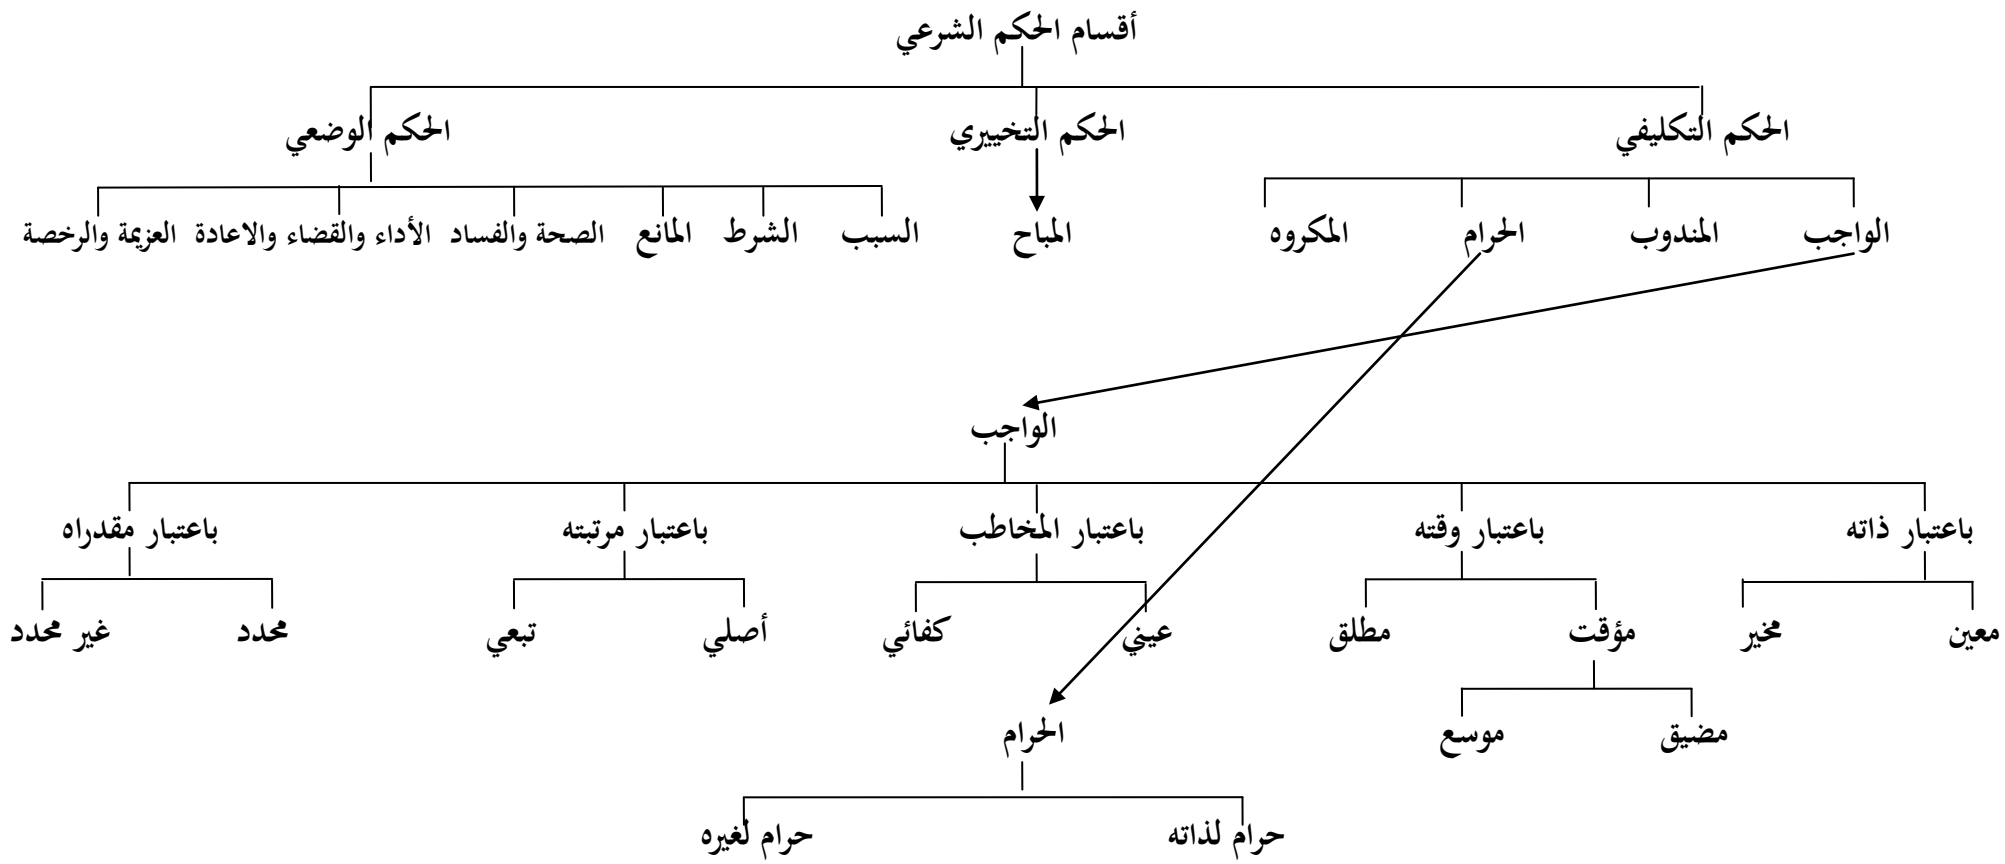 أقسام الحكم الشرعي
الحكم التكليفي الحكم التخييري الحكم الوضعي
الواجب المندوب الحرام المكروه المباح السبب الشرط المانع الصحة والفساد الأداء والقضاء والاعادة العزيمة والرخصة
الواجب
باعتبار ذاته باعتبار وقته باعتبار المخاطب باعتبار مرتبته باعتبار مقدراه
معين مخير مؤقت مطلق عيني كفائي أصلي تبعي محدد غير محدد
مضيق موسع
الحرام
حرام لذاته حرام لغيره